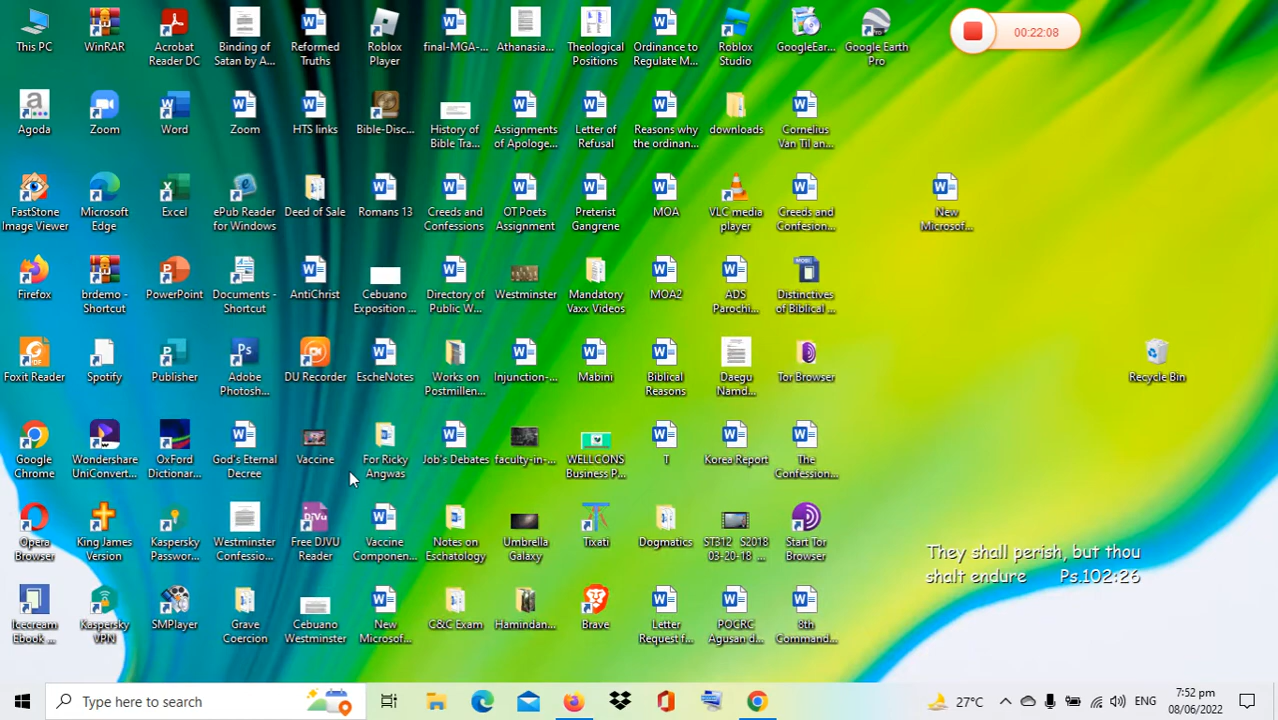 This PC
WinRAR
Acrobat
Reader DC
Binding of
Satan by A...
Reformed
Truths
Roblox
Player
final-MGA-...
Athanasia...
Theological
Positions
Ordinance to
Regulate M...
Roblox
Studio
GoogleEar...
Google Earth
Pro
00:22:08
Agoda
Zoom
Word
Zoom
HTS links
Bible-Disc...
History of
Bible Tra...
Assignments
of Apologe...
Letter of
Refusal
Reasons why
the ordinan...
downloads
Cornelius
Van Til an...
FastStone
Image Viewer
Microsoft
Edge
Excel
ePub Reader
for Windows
Deed of Sale
Romans 13
Creeds and
Confessions
OT Poets
Assignment
Preterist
Gangrene
MOA
VLC media
player
Creeds and
Confesion...
New
Microsof...
Firefox
brdemo -
Shortcut
PowerPoint
Documents -
Shortcut
AntiChrist
Cebuano
Exposition ...
Directory of
Public W...
Westminster
Mandatory
Vaxx Videos
MOA2
ADS
Parochi...
Distinctives
of Biblical ...
Foxit Reader
Spotify
Publisher
Adobe
Photosh...
DU Recorder
EscheNotes
Works on
Postmillen...
Injunction-...
Mabini
Biblical
Reasons
Daegu
Namd...
Tor Browser
Recycle Bin
Google
Chrome
Wondershare
UniConvert...
OxFord
Dictionar...
God's Eternal
Decree
Vaccine
For Ricky
Angwas
Job's Debates
faculty-in-...
WELLCONS
Business P...
T
Korea Report
The
Confession...
Opera
Browser
King James
Version
Kaspersky
Passwor...
Westminster
Confessio...
Free DJVU
Reader
Vaccine
Componen...
Notes on
Eschatology
Umbrella
Galaxy
Tixati
Dogmatics
ST312_S2018
03-20-18 ...
Start Tor
Browser
They shall perish, but thou
shalt endure Ps.102:26
Icecream
Ebook ...
Kaspersky
VPN
SMPlayer
Grave
Coercion
Cebuano
Westminster
New
Microsof...
C&C Exam
Hamindan...
Brave
Letter
Request f...
POCRC
Agusan d...
8th
Command...
Type here to search
27°C
ENG
7:52 pm
08/06/2022